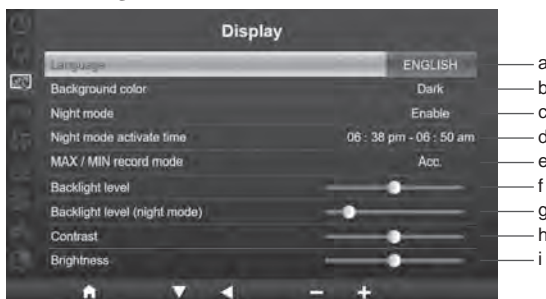 Display
Language ENGLISH a
Background color Dark b
Night mode Enable c
Night mode activate time 06 : 38 pm - 06 : 50 am d
MAX / MIN record mode Acc. e
Backlight level f
Backlight level (night mode) g
Contrast h
Brightness i